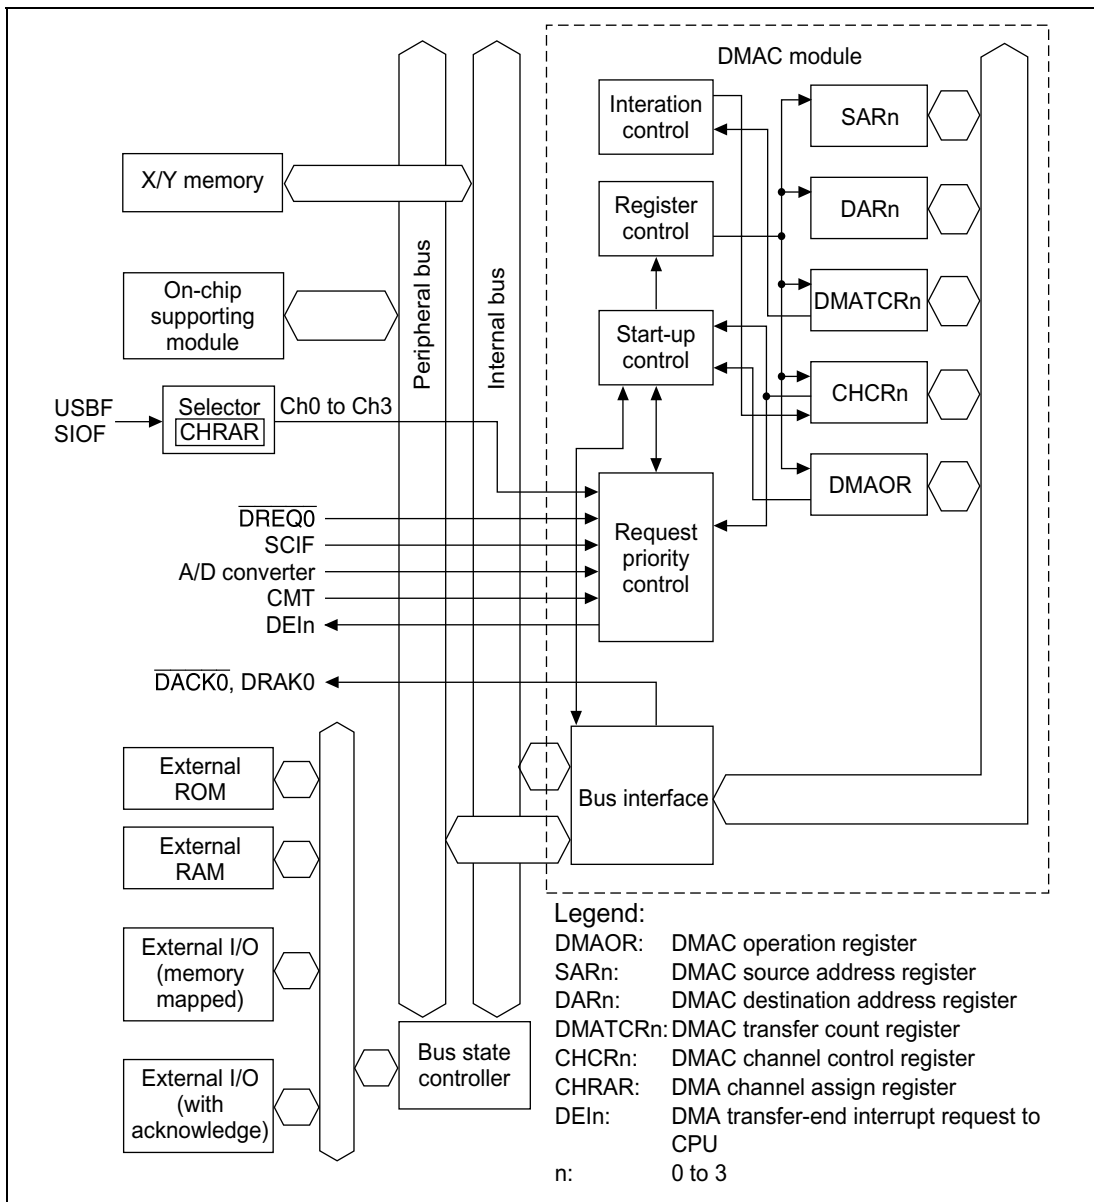 DMAC module
Interation
control
SARn
X/Y memory
Register
control
DARn
Peripheral bus
Internal bus
On-chip
supporting
module
DMATCRn
Start-up
control
CHCRn
USBF
SIOF
Selector
CHRAR
Ch0 to Ch3
DMAOR
DREQ0
SCIF
A/D converter
CMT
DEIn
Request
priority
control
DACK0, DRAK0
External
ROM
Bus interface
External
RAM
External I/O
(memory
mapped)
Bus state
controller
External I/O
(with
acknowledge)
Legend:
DMAOR: DMAC operation register
SARn: DMAC source address register
DARn: DMAC destination address register
DMATCRn: DMAC transfer count register
CHCRn: DMAC channel control register
CHRAR: DMA channel assign register
DEIn: DMA transfer-end interrupt request to
CPU
n: 0 to 3